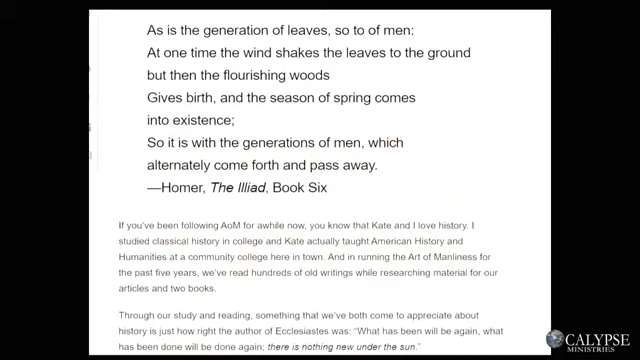 As is the generation of leaves, so to of men:
At one time the wind shakes the leaves to the ground
but then the flourishing woods
Gives birth, and the season of spring comes
into existence;
So it is with the generations of men, which
alternately come forth and pass away.
—Homer, The Illiad, Book Six
If you've been following AoM for awhile now, you know that Kate and I love history. I
studied classical history in college and Kate actually taught American History and
Humanities at a community college here in town. And in running the Art of Manliness for
the past five years, we've read hundreds of old writings while researching material for our
articles and two books.
Through our study and reading, something that we've both come to appreciate about
history is just how right the author of Ecclesiastes was: "What has been will be again, what
has been done will be done again; there is nothing new under the sun."
CALYPSE
MINISTRIES